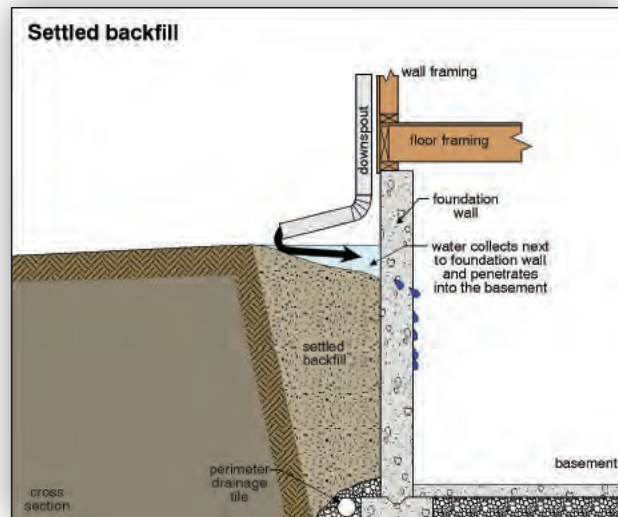 Settled backfill
wall framing
downspout
floor framing
foundation
wall
water collects next
to foundation wall
and penetrates
into the basement
settled
backfill
perimeter
drainage
tile
basement
cross
section